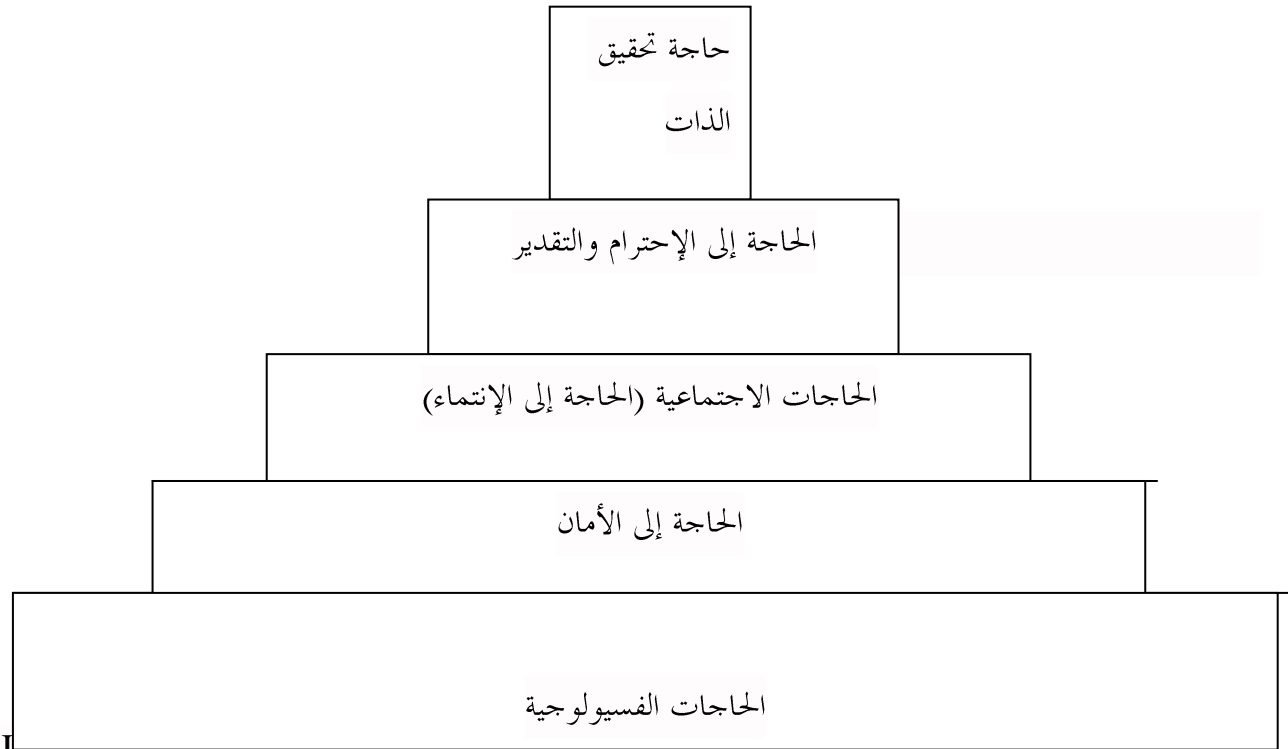 حاجة تحقيق
الذات
الحاجة إلى الإحترام والتقدير
الحاجات الاجتماعية (الحاجة إلى الإنتماء)
الحاجة إلى الأمان
الحاجات الفسيولوجية